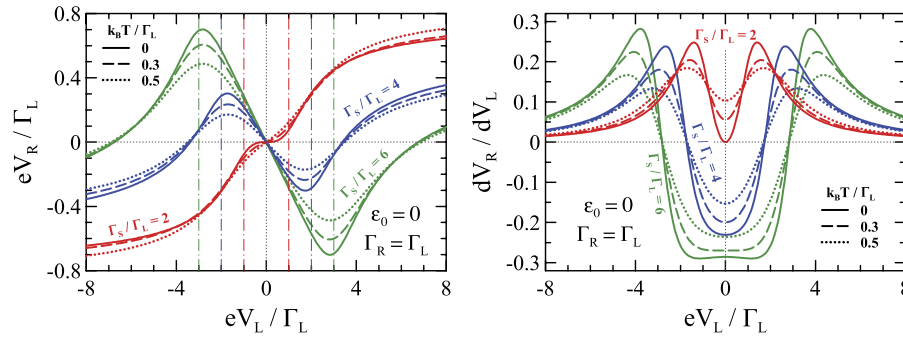 k_B T / Γ_L
0
0.3
0.5
Γ_S / Γ_L = 4
Γ_S / Γ_L = 2
Γ_S / Γ_L = 6
ε_0 = 0
Γ_R = Γ_L
0.8
0.4
0
-0.4
-0.8
-8
-4
0
4
8
eV_R / Γ_L
eV_L / Γ_L
Γ_S / Γ_L = 2
Γ_S / Γ_L = 4
Γ_S / Γ_L = 6
ε_0 = 0
Γ_R = Γ_L
k_B T / Γ_L
0
0.3
0.5
0.3
0.2
0.1
0
-0.1
-0.2
-0.3
-8
-4
0
4
8
dV_R / dV_L
eV_L / Γ_L